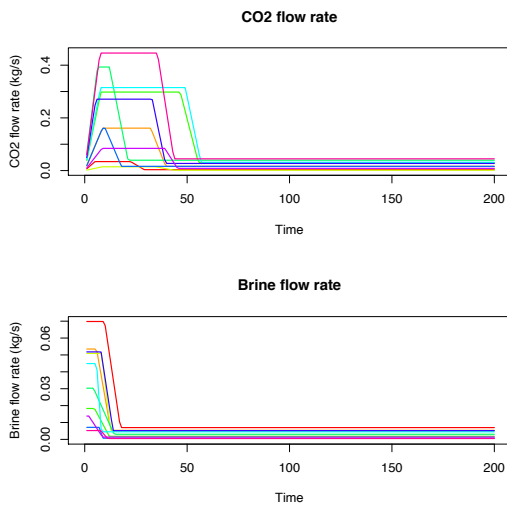 CO2 flow rate
CO2 flow rate (kg/s)
0.4
0.2
0.0
0 50 100 150 200
Time
Brine flow rate
Brine flow rate (kg/s)
0.06
0.03
0.00
0 50 100 150 200
Time